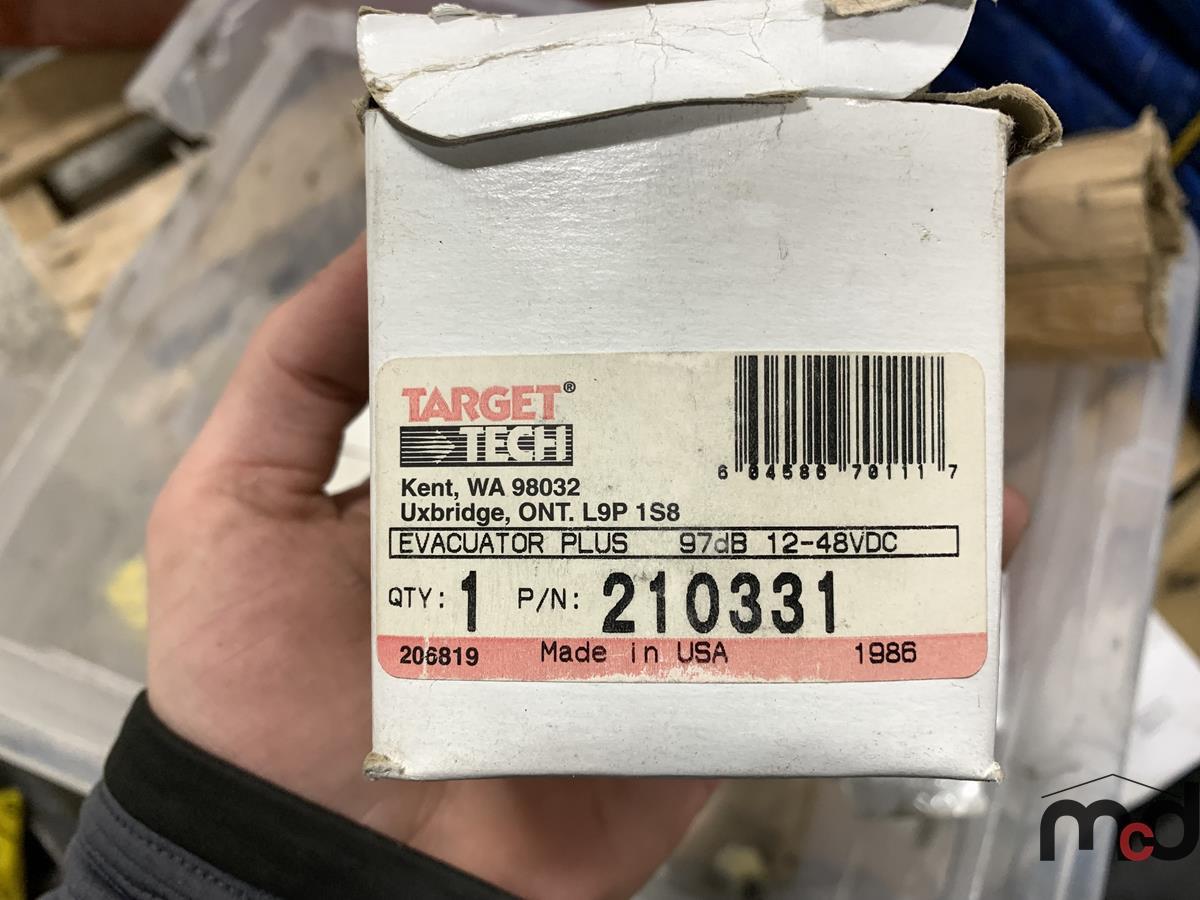 TARGET®
TECH
6 04586 70111 7
Kent, WA 98032
Uxbridge, ONT. L9P 1S8
EVACUATOR PLUS 97dB 12-48VDC
QTY: 1 P/N: 210331
206819 Made in USA 1986
mcd